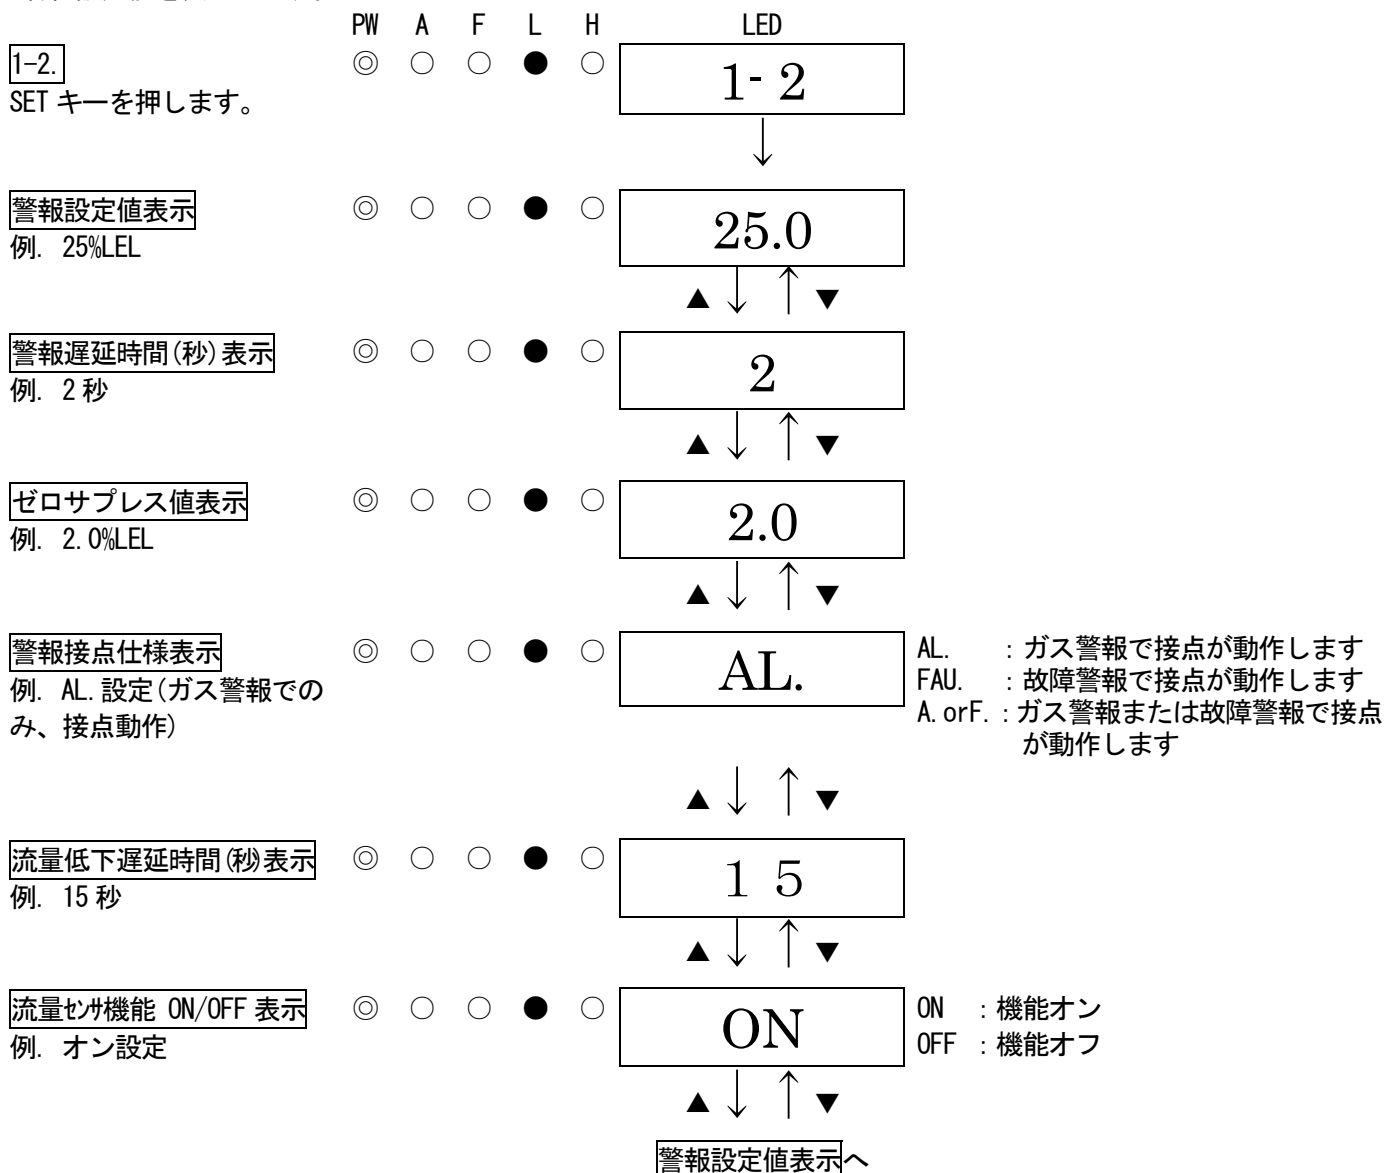 PW A F L H LED
1-2. ◎ ○ ○ ● ○ 1- 2
SET キーを押します。
↓
警報設定値表示 ◎ ○ ○ ● ○ 25.0
例. 25%LEL
▲ ↓ ↑ ▼
警報遅延時間(秒)表示 ◎ ○ ○ ● ○ 2
例. 2 秒
▲ ↓ ↑ ▼
ゼロサプレス値表示 ◎ ○ ○ ● ○ 2.0
例. 2.0%LEL
▲ ↓ ↑ ▼
警報接点仕様表示 ◎ ○ ○ ● ○ AL.
例. AL.設定(ガス警報での
み、接点動作)
AL. :ガス警報で接点が動作します
FAU. :故障警報で接点が動作します
A.orF.:ガス警報または故障警報で接点
が動作します
▲ ↓ ↑ ▼
流量低下遅延時間(秒)表示 ◎ ○ ○ ● ○ 1 5
例. 15 秒
▲ ↓ ↑ ▼
流量センサ機能 ON/OFF 表示 ◎ ○ ○ ● ○ ON
例. オン設定
ON :機能オン
OFF :機能オフ
▲ ↓ ↑ ▼
警報設定値表示へ